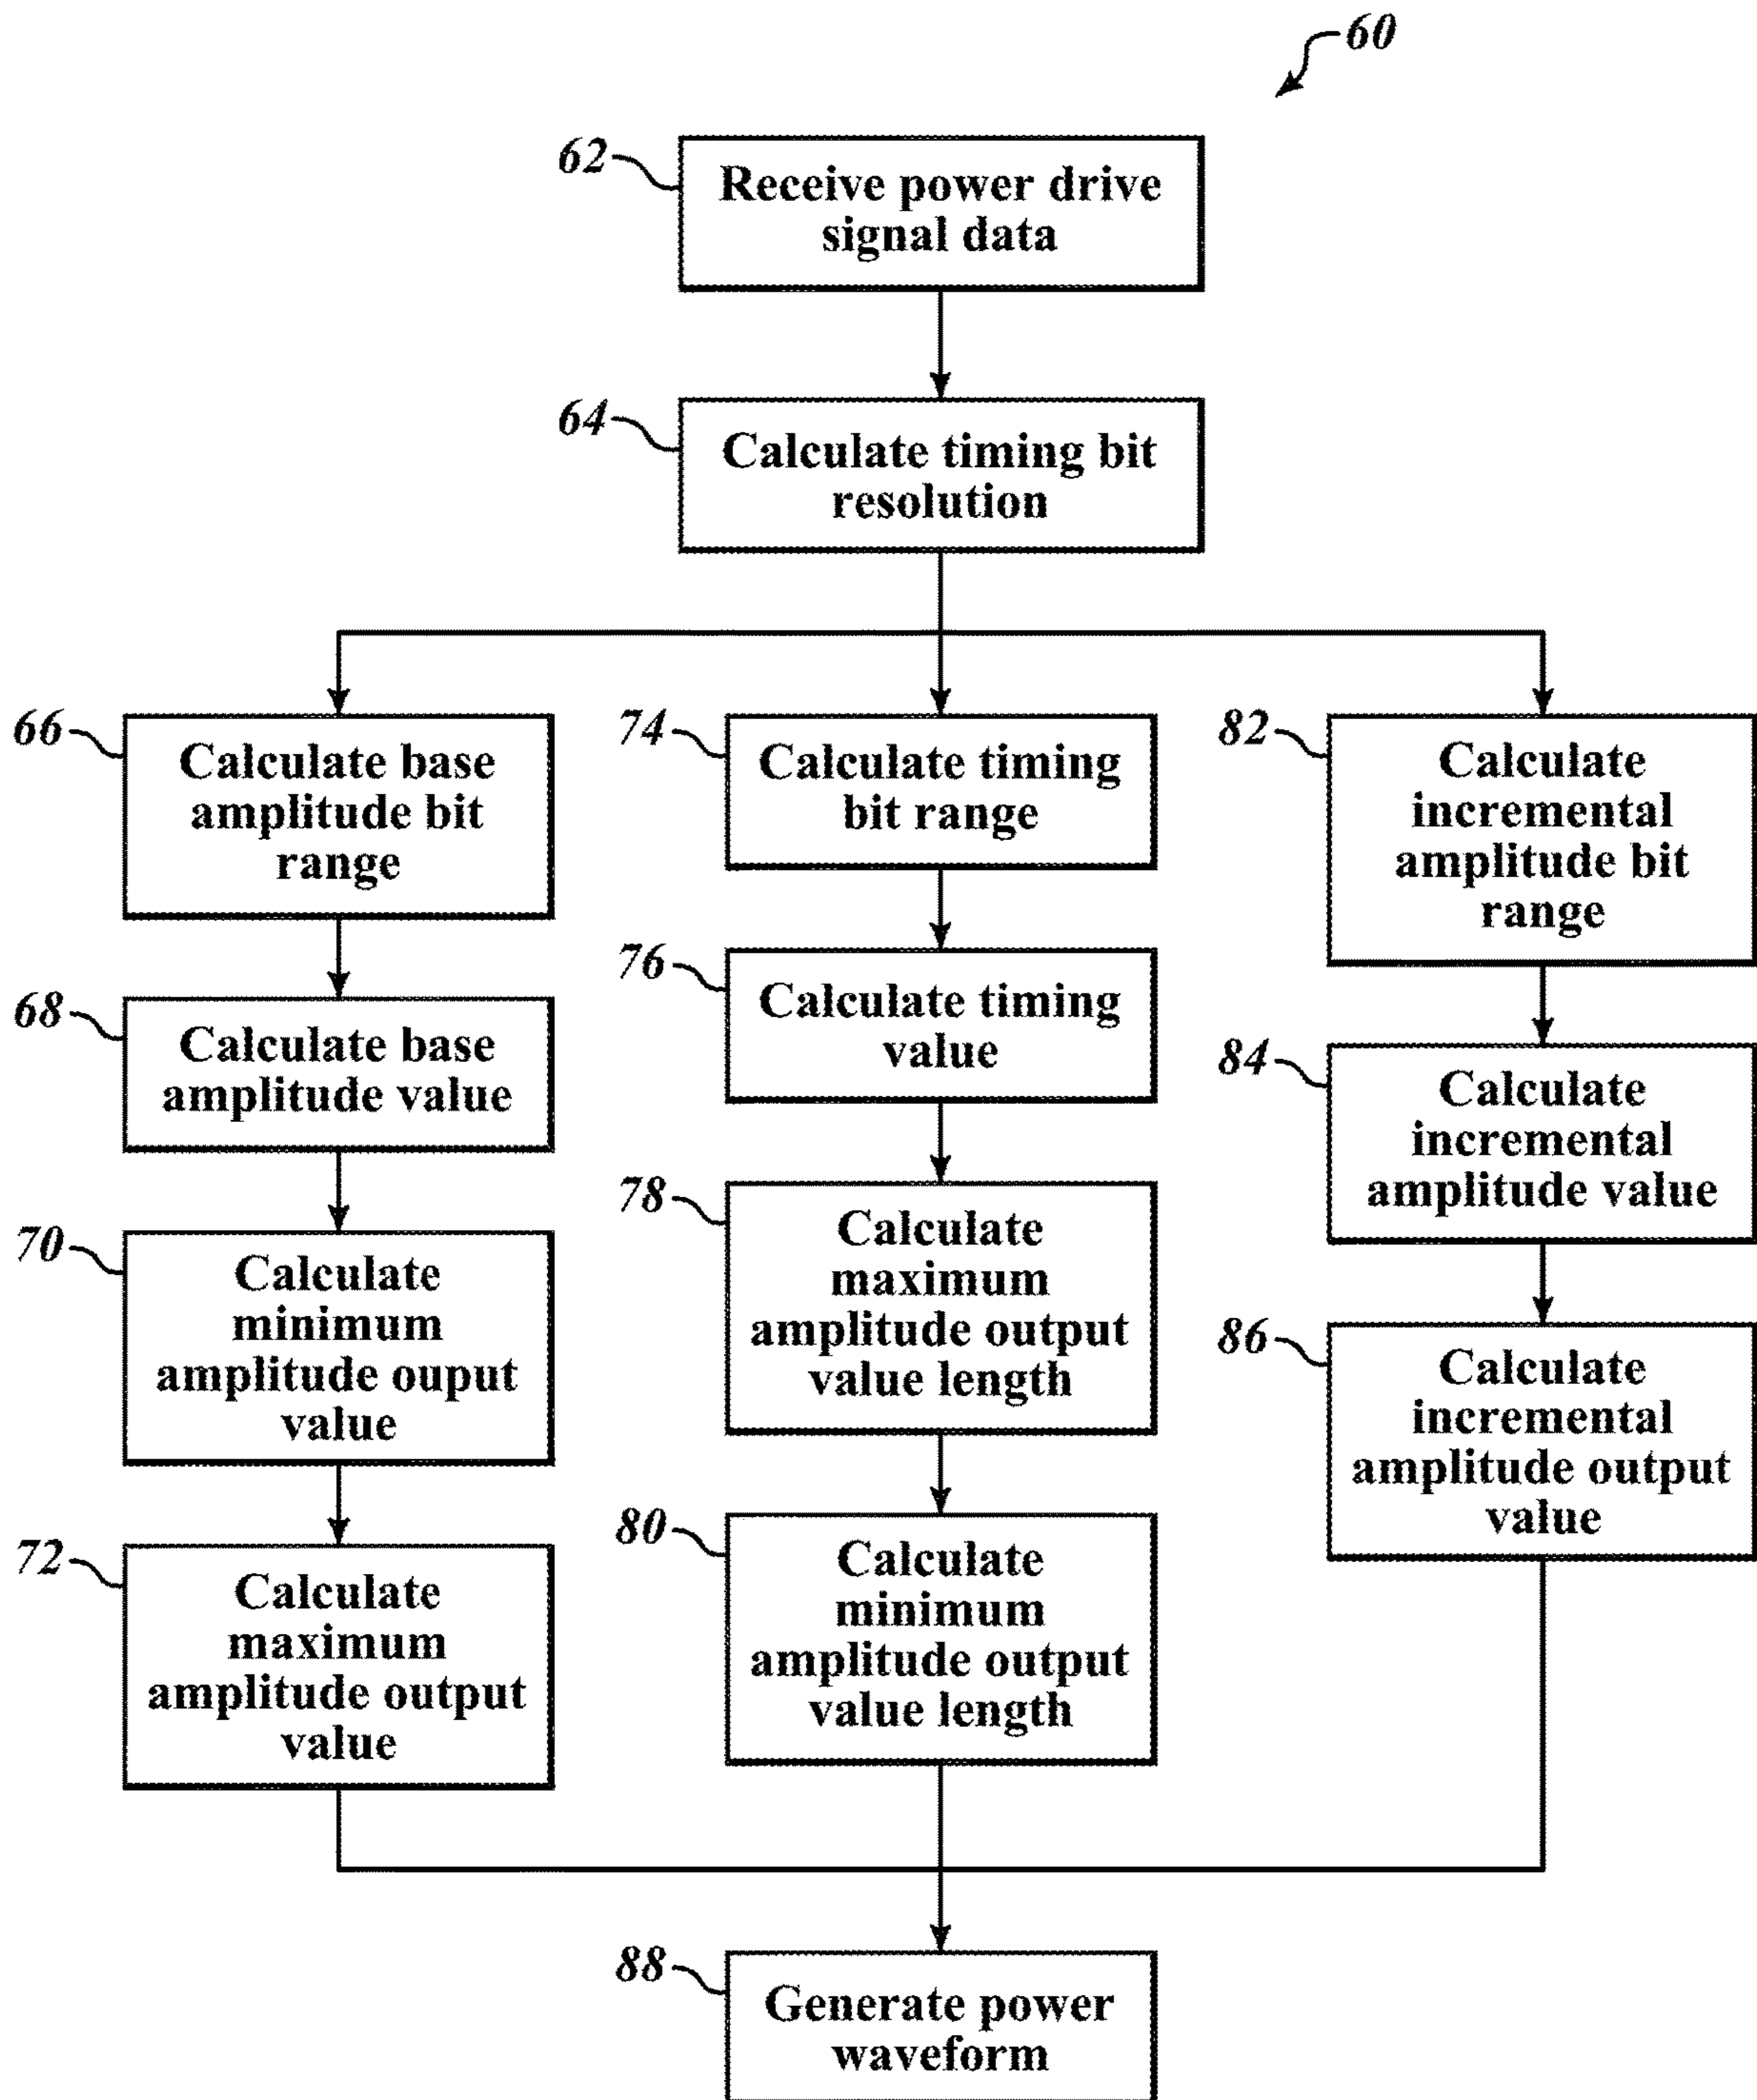 60
62
Receive power drive
signal data
64
Calculate timing bit
resolution
66
Calculate base
amplitude bit
range
68
Calculate base
amplitude value
70
Calculate
minimum
amplitude ouput
value
72
Calculate
maximum
amplitude output
value
74
Calculate timing
bit range
76
Calculate timing
value
78
Calculate
maximum
amplitude output
value length
80
Calculate
minimum
amplitude output
value length
82
Calculate
incremental
amplitude bit
range
84
Calculate
incremental
amplitude value
86
Calculate
incremental
amplitude output
value
88
Generate power
waveform